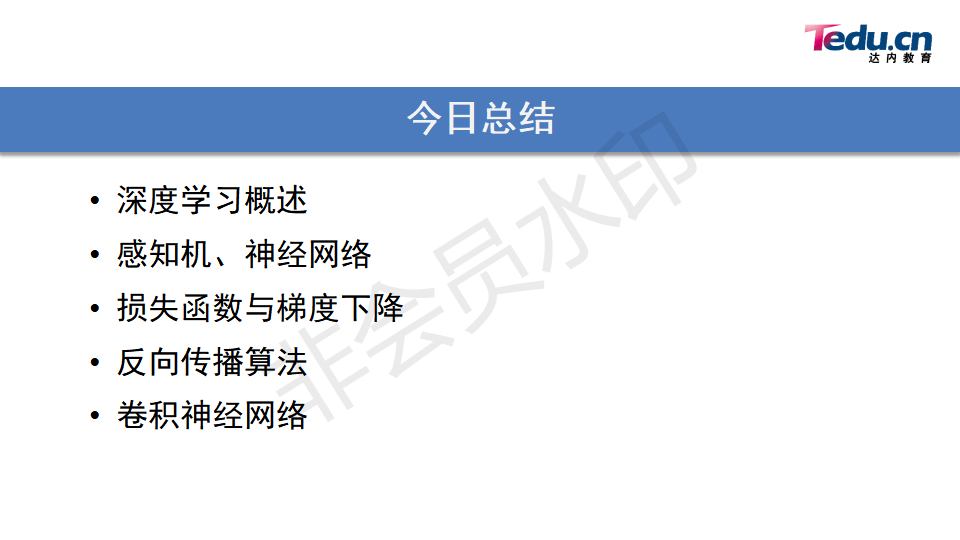 Tedu.cn
达内教育
今日总结
• 深度学习概述
• 感知机、神经网络
• 损失函数与梯度下降
• 反向传播算法
• 卷积神经网络
非会员水印